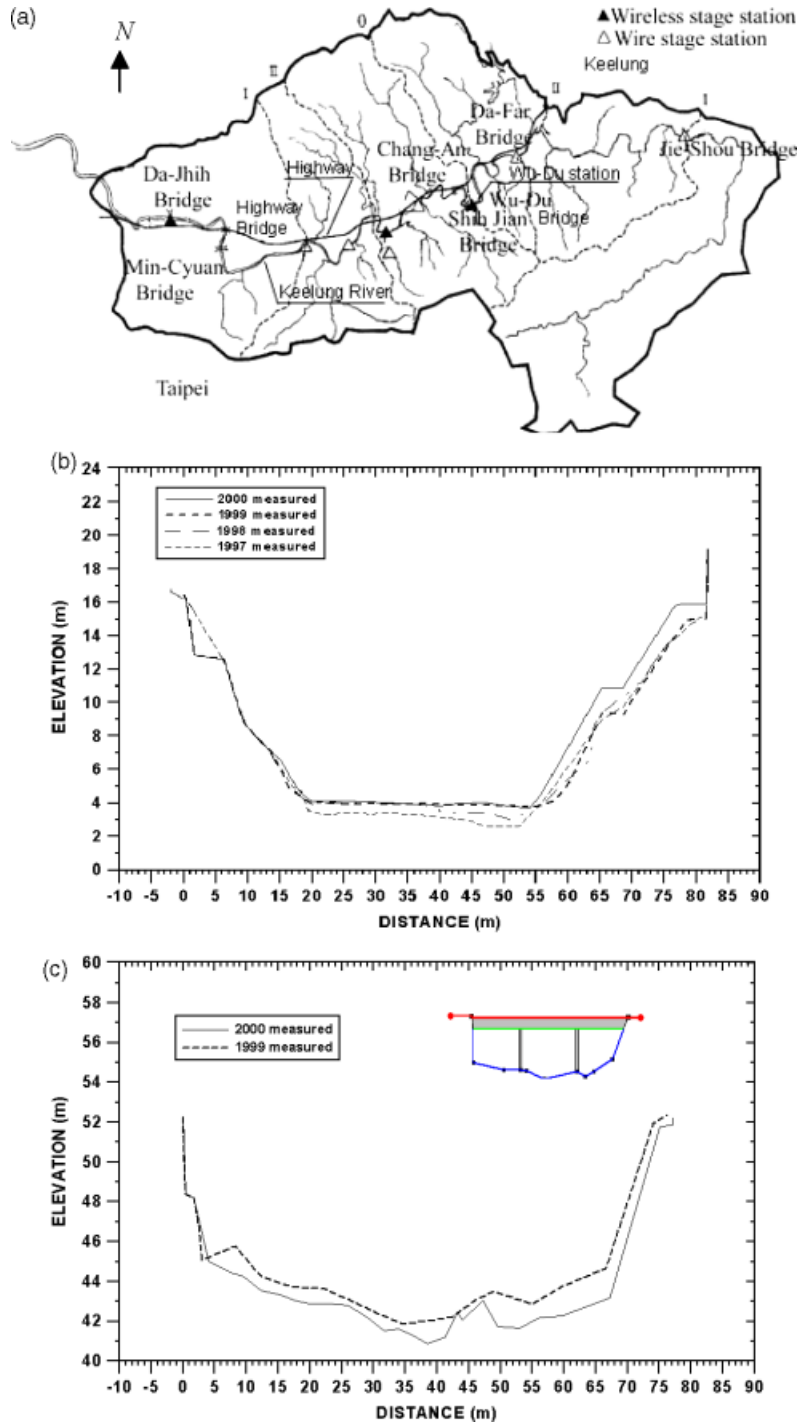 (a)
N
▲ Wireless stage station
△ Wire stage station
Keelung
O
II
I
II
I
Da-Far
Bridge
Jie-Shou Bridge
Chang-An
Bridge
Highway
Wu-Du station
Da-Jhih
Bridge
Wu-Du
Bridge
Highway
Bridge
Shih Jian
Bridge
Min-Cyuan
Bridge
Keelung River
Taipei
(b)
2000 measured
1999 measured
1998 measured
1997 measured
ELEVATION (m)
24
22
20
18
16
14
12
10
8
6
4
2
0
-10 -5 0 5 10 15 20 25 30 35 40 45 50 55 60 65 70 75 80 85 90
DISTANCE (m)
(c)
2000 measured
1999 measured
ELEVATION (m)
60
58
56
54
52
50
48
46
44
42
40
-10 -5 0 5 10 15 20 25 30 35 40 45 50 55 60 65 70 75 80 85 90
DISTANCE (m)